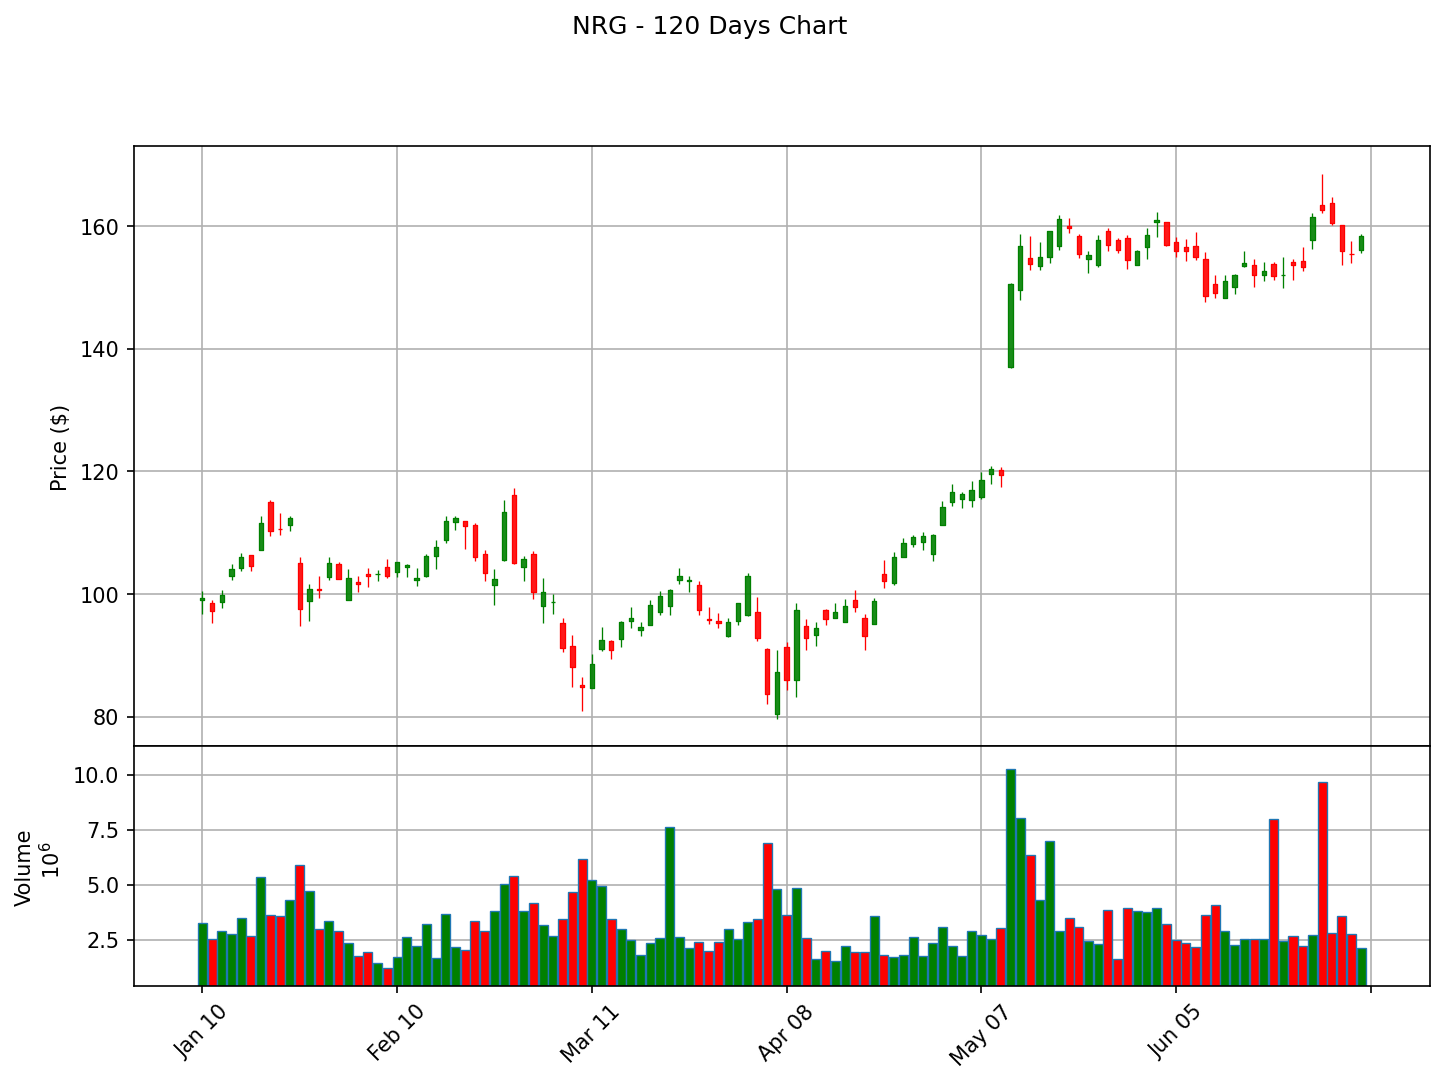 NRG - 120 Days Chart
Price ($)
160
140
120
100
80
Volume
10^6
10.0
7.5
5.0
2.5
Jan 10
Feb 10
Mar 11
Apr 08
May 07
Jun 05